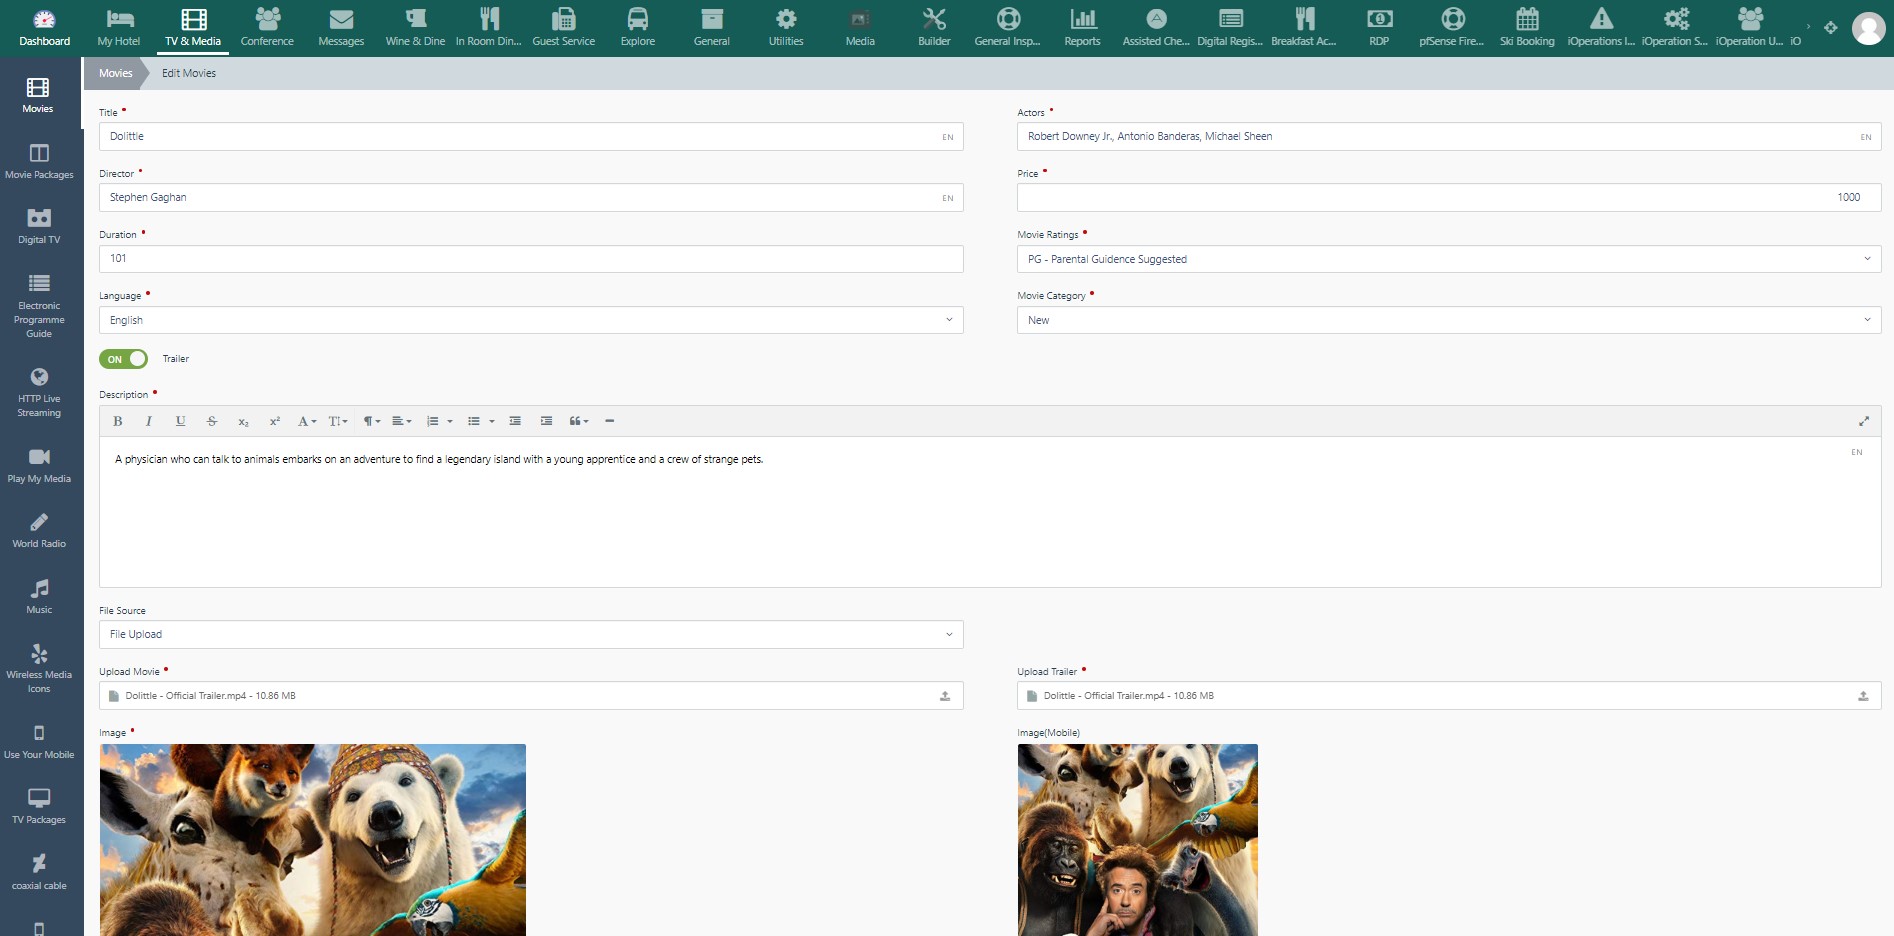 Dashboard
My Hotel
TV & Media
Conference
Messages
Wine & Dine
In Room Din...
Guest Service
Explore
General
Utilities
Media
Builder
General Insp...
Reports
Assisted Che...
Digital Regis...
Breakfast Ac...
RDP
pfSense Fire...
Ski Booking
iOperations I...
iOperation S...
iOperation U...
iO
Movies
Movie Packages
Digital TV
Electronic
Programme
Guide
HTTP Live
Streaming
Play My Media
World Radio
Music
Wireless Media
Icons
Use Your Mobile
TV Packages
coaxial cable
Movies Edit Movies
Title •
Dolittle EN
Actors •
Robert Downey Jr., Antonio Banderas, Michael Sheen EN
Director •
Stephen Gaghan EN
Price •
1000
Duration •
101
Movie Ratings •
PG - Parental Guidence Suggested
Language •
English
Movie Category •
New
ON Trailer
Description •
B I U S x₂ x² A T
A physician who can talk to animals embarks on an adventure to find a legendary island with a young apprentice and a crew of strange pets.
EN
File Source
File Upload
Upload Movie •
Dolittle - Official Trailer.mp4 - 10.86 MB
Upload Trailer •
Dolittle - Official Trailer.mp4 - 10.86 MB
Image •
Image(Mobile)